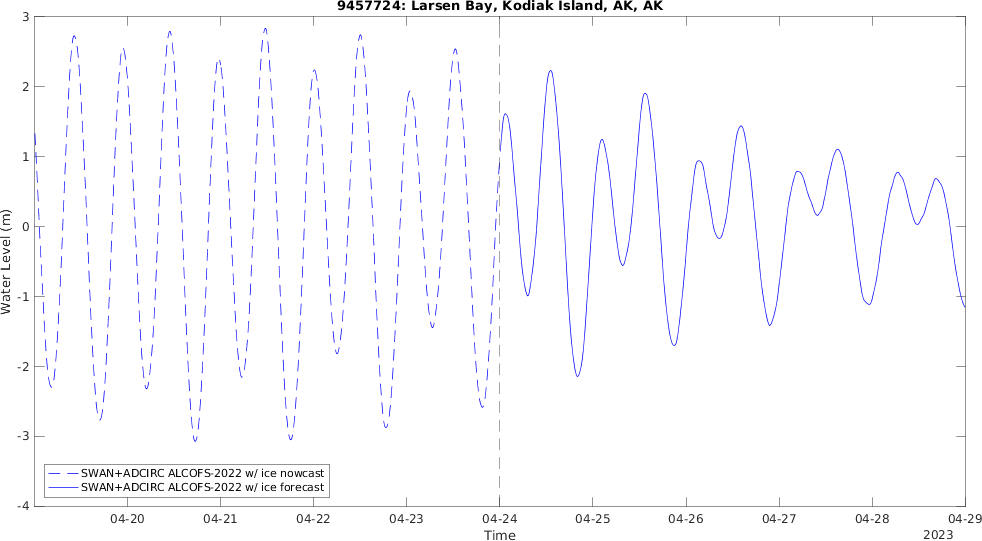 9457724: Larsen Bay, Kodiak Island, AK, AK
3
2
1
0
-1
-2
-3
-4
Water Level (m)
SWAN+ADCIRC ALCOFS-2022 w/ ice nowcast
SWAN+ADCIRC ALCOFS-2022 w/ ice forecast
04-20 04-21 04-22 04-23 04-24 04-25 04-26 04-27 04-28 04-29
Time
2023